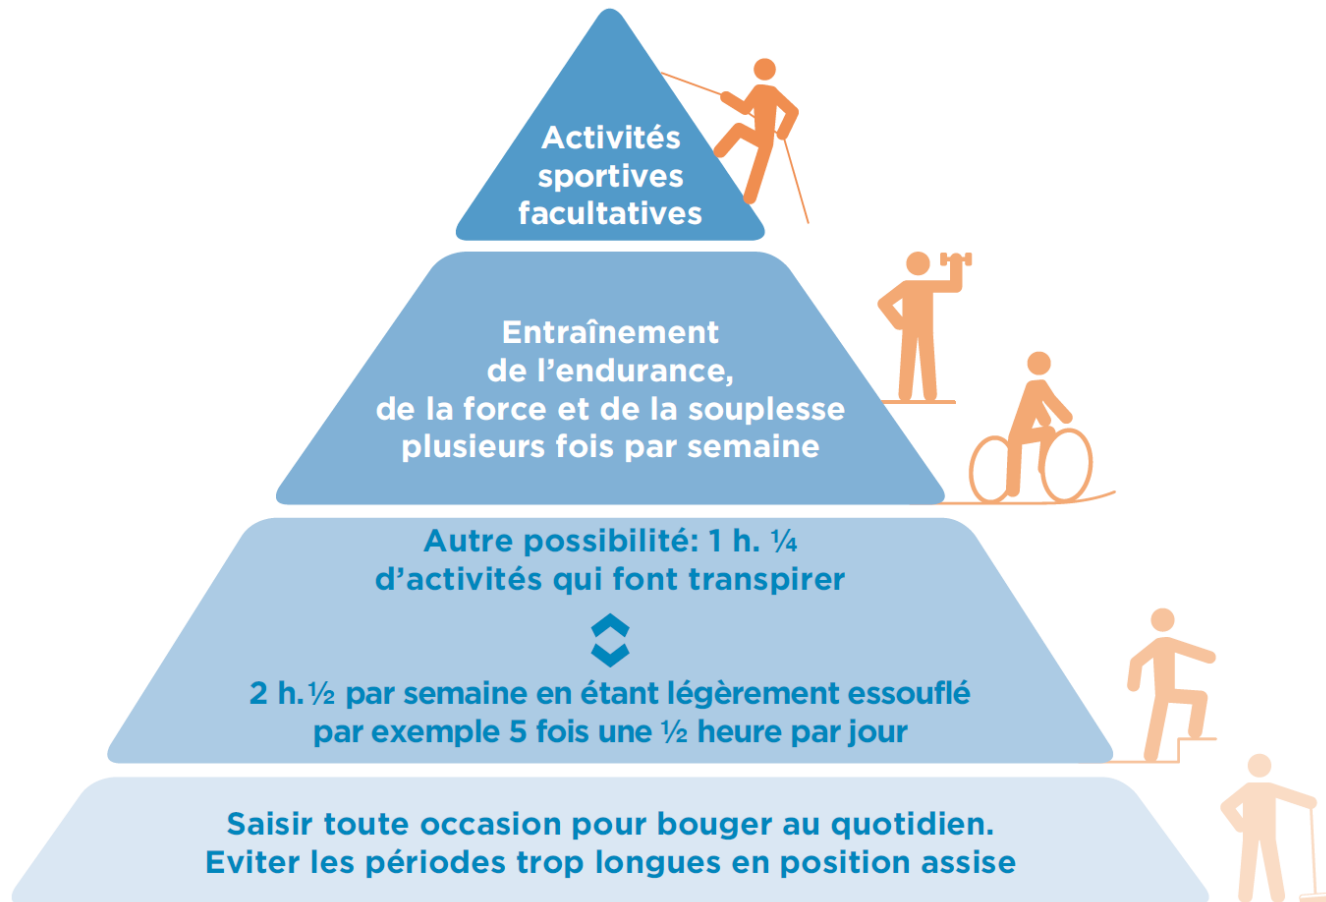 Activités
sportives
facultatives
Entraînement
de l’endurance,
de la force et de la souplesse
plusieurs fois par semaine
Autre possibilité: 1 h. ¼
d’activités qui font transpirer
2 h. ½ par semaine en étant légèrement essouflé
par exemple 5 fois une ½ heure par jour
Saisir toute occasion pour bouger au quotidien.
Eviter les périodes trop longues en position assise